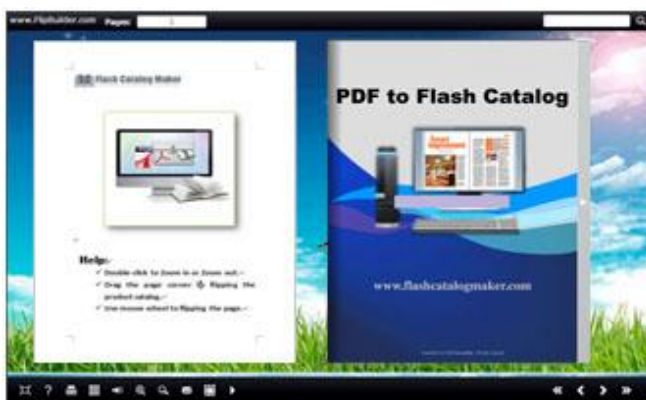 www.FlipBuilder.com Pages: 1
Flash Catalog Maker
Help:
✓ Double click to Zoom in or Zoom out.
✓ Drag the page corner to flipping the
product catalog.
✓ Use mouse wheel to flipping the page.
PDF to Flash Catalog
www.flashcatalogmaker.com